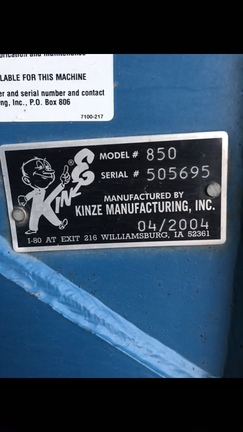 LABLE FOR THIS MACHINE
er and serial number and contact
ng, Inc., P.O. Box 806
7100-217
MODEL # 850
SERIAL # 505695
KINZE
MANUFACTURED BY
KINZE MANUFACTURING, INC.
04/2004
I-80 AT EXIT 216 WILLIAMSBURG, IA 52361